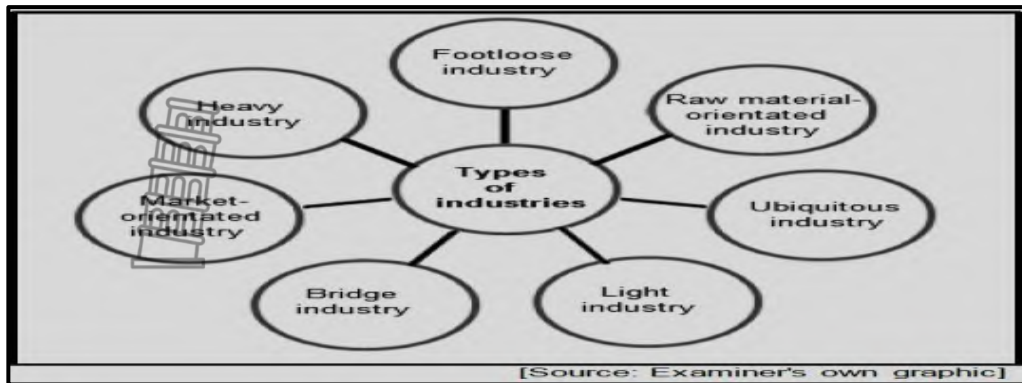 Footloose
industry
Heavy
industry
Raw material-
orientated
industry
Types
of
industries
Market-
orientated
industry
Ubiquitous
industry
Bridge
industry
Light
industry
[Source: Examiner's own graphic]